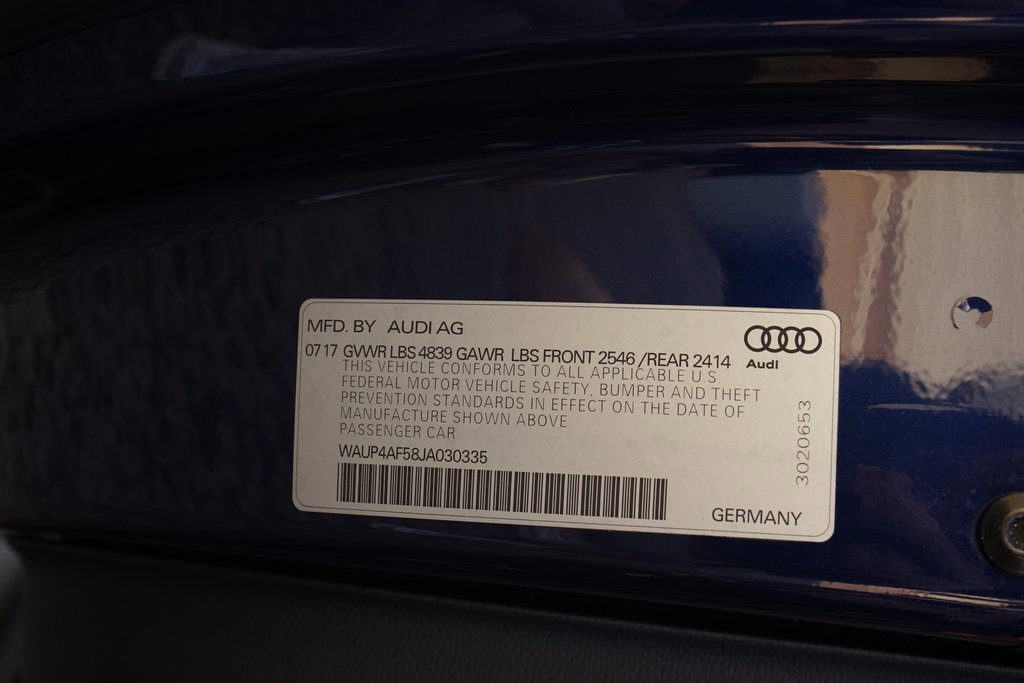 MFD. BY AUDI AG
Audi
07 17 GVWR LBS 4839 GAWR LBS FRONT 2546 /REAR 2414
THIS VEHICLE CONFORMS TO ALL APPLICABLE U.S.
FEDERAL MOTOR VEHICLE SAFETY, BUMPER AND THEFT
PREVENTION STANDARDS IN EFFECT ON THE DATE OF
MANUFACTURE SHOWN ABOVE
PASSENGER CAR
WAUP4AF58JA030335
GERMANY
3020653